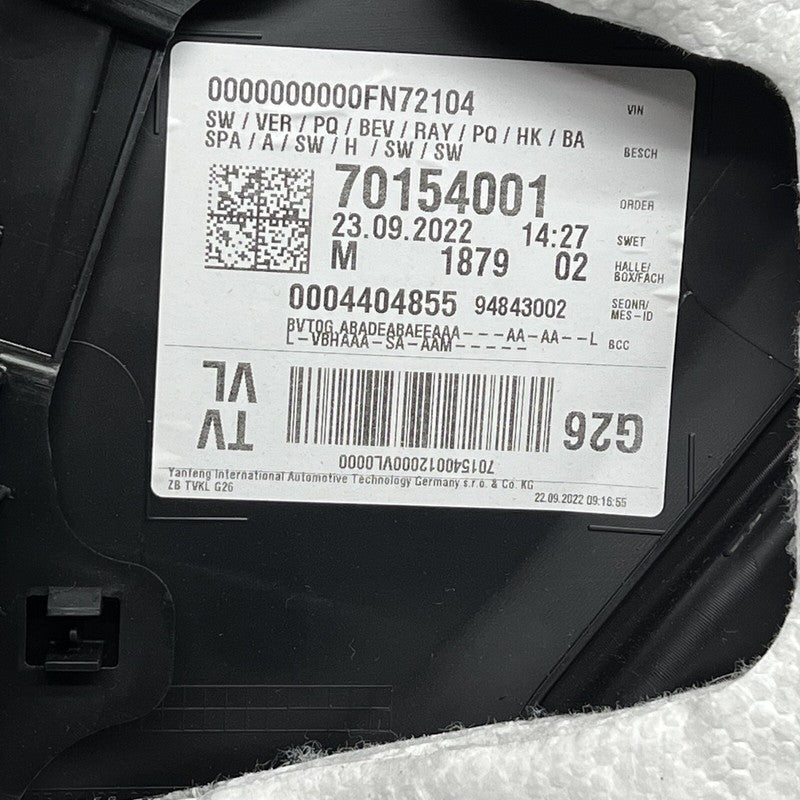 0000000000FN72104 VIN
SW / VER / PQ / BEV / RAY / PQ / HK / BA
SPA / A / SW / H / SW / SW BESCH
70154001 ORDER
23.09.2022 14:27 SWET
M 1879 02 HALLE/
BOX/FACH
0004404855 94843002 SEQNR/
MES-ID
BVTOG ABADEABAEEAAA---AA-AA--L
L-VBHAAA-SA-AAM----- BCC
TV
VL
G26
701540012000VL0000
Yanfeng International Automotive Technology Germany s.r.o. & Co. KG
ZB TVKL G26 22.09.2022 09:16:55